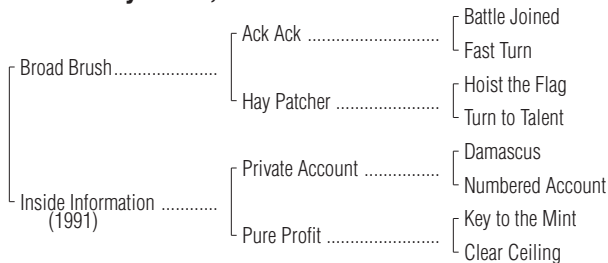 Battle Joined
Ack Ack ........................
Fast Turn
Broad Brush......................
Hoist the Flag
Hay Patcher ......................
Turn to Talent
Damascus
Private Account ................
Numbered Account
Inside Information ............
(1991)
Key to the Mint
Pure Profit ........................
Clear Ceiling